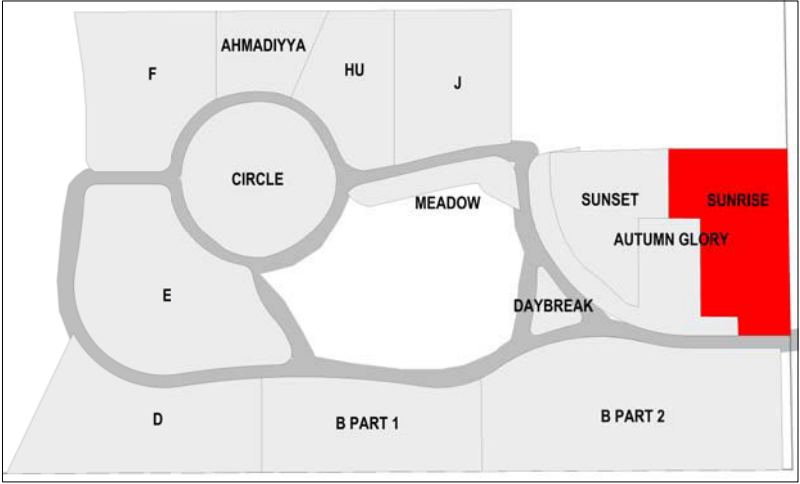 AHMADIYYA
F
HU
J
CIRCLE
MEADOW
SUNSET
SUNRISE
AUTUMN GLORY
E
DAYBREAK
D
B PART 1
B PART 2